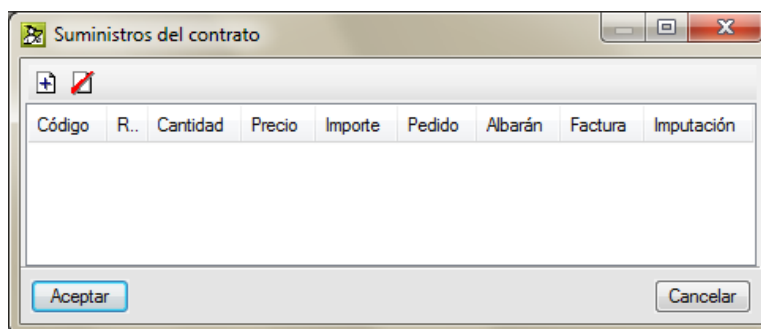 Suministros del contrato
Código R.. Cantidad Precio Importe Pedido Albarán Factura Imputación
Aceptar Cancelar